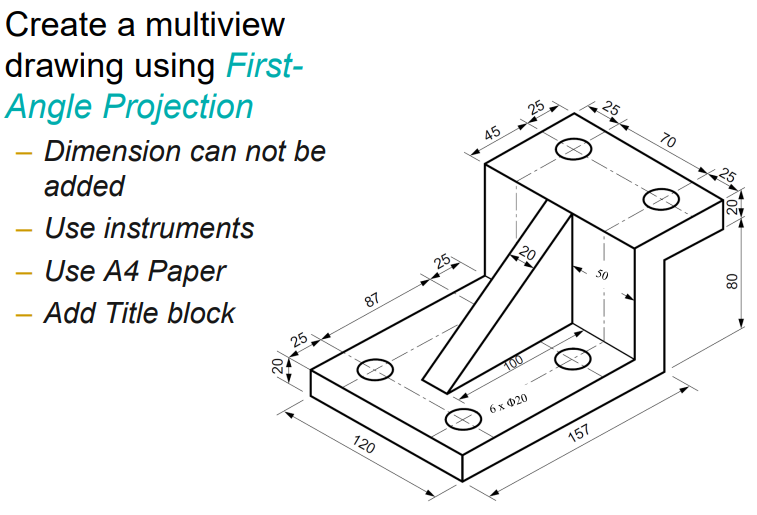 Create a multiview
drawing using First-
Angle Projection
– Dimension can not be
added
– Use instruments
– Use A4 Paper
– Add Title block
25
45
25
70
25
20
80
20
50
25
87
25
20
100
6 x Φ20
120
157